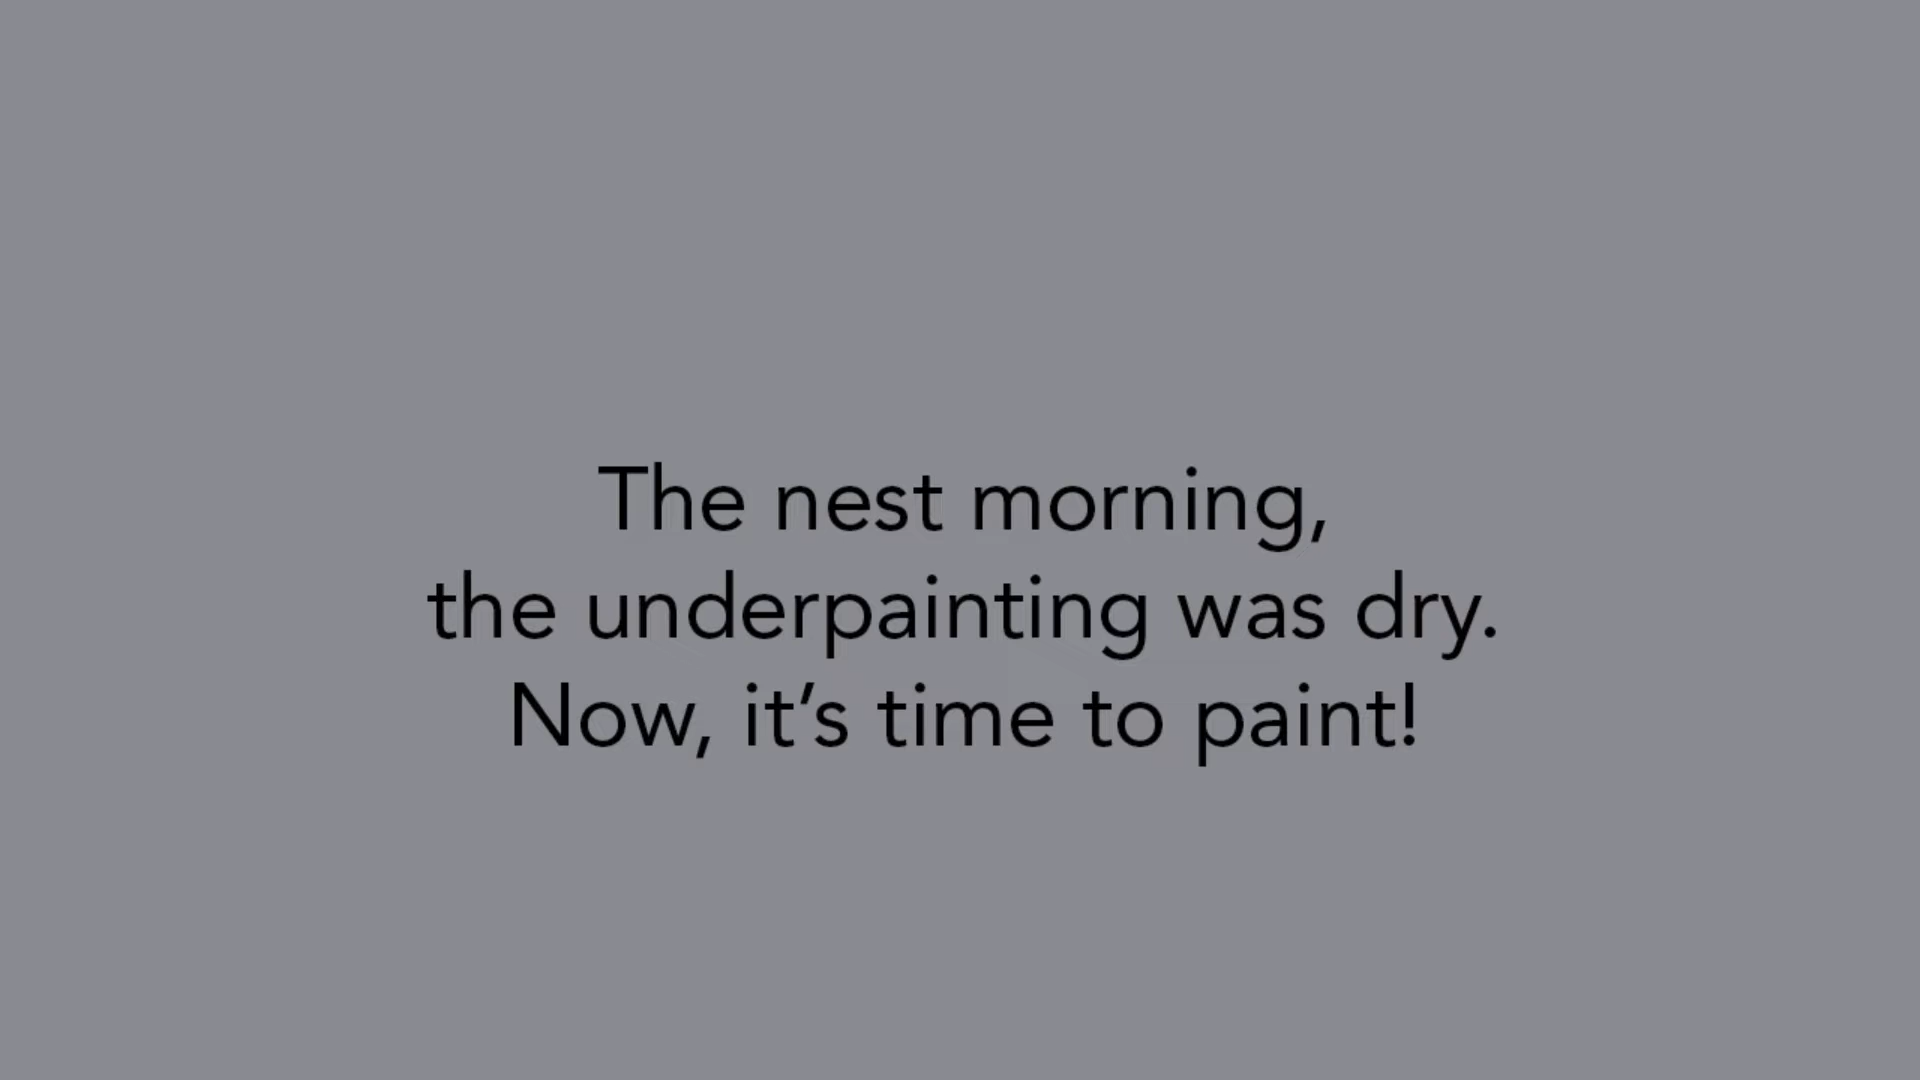 The nest morning,
the underpainting was dry.
Now, it’s time to paint!